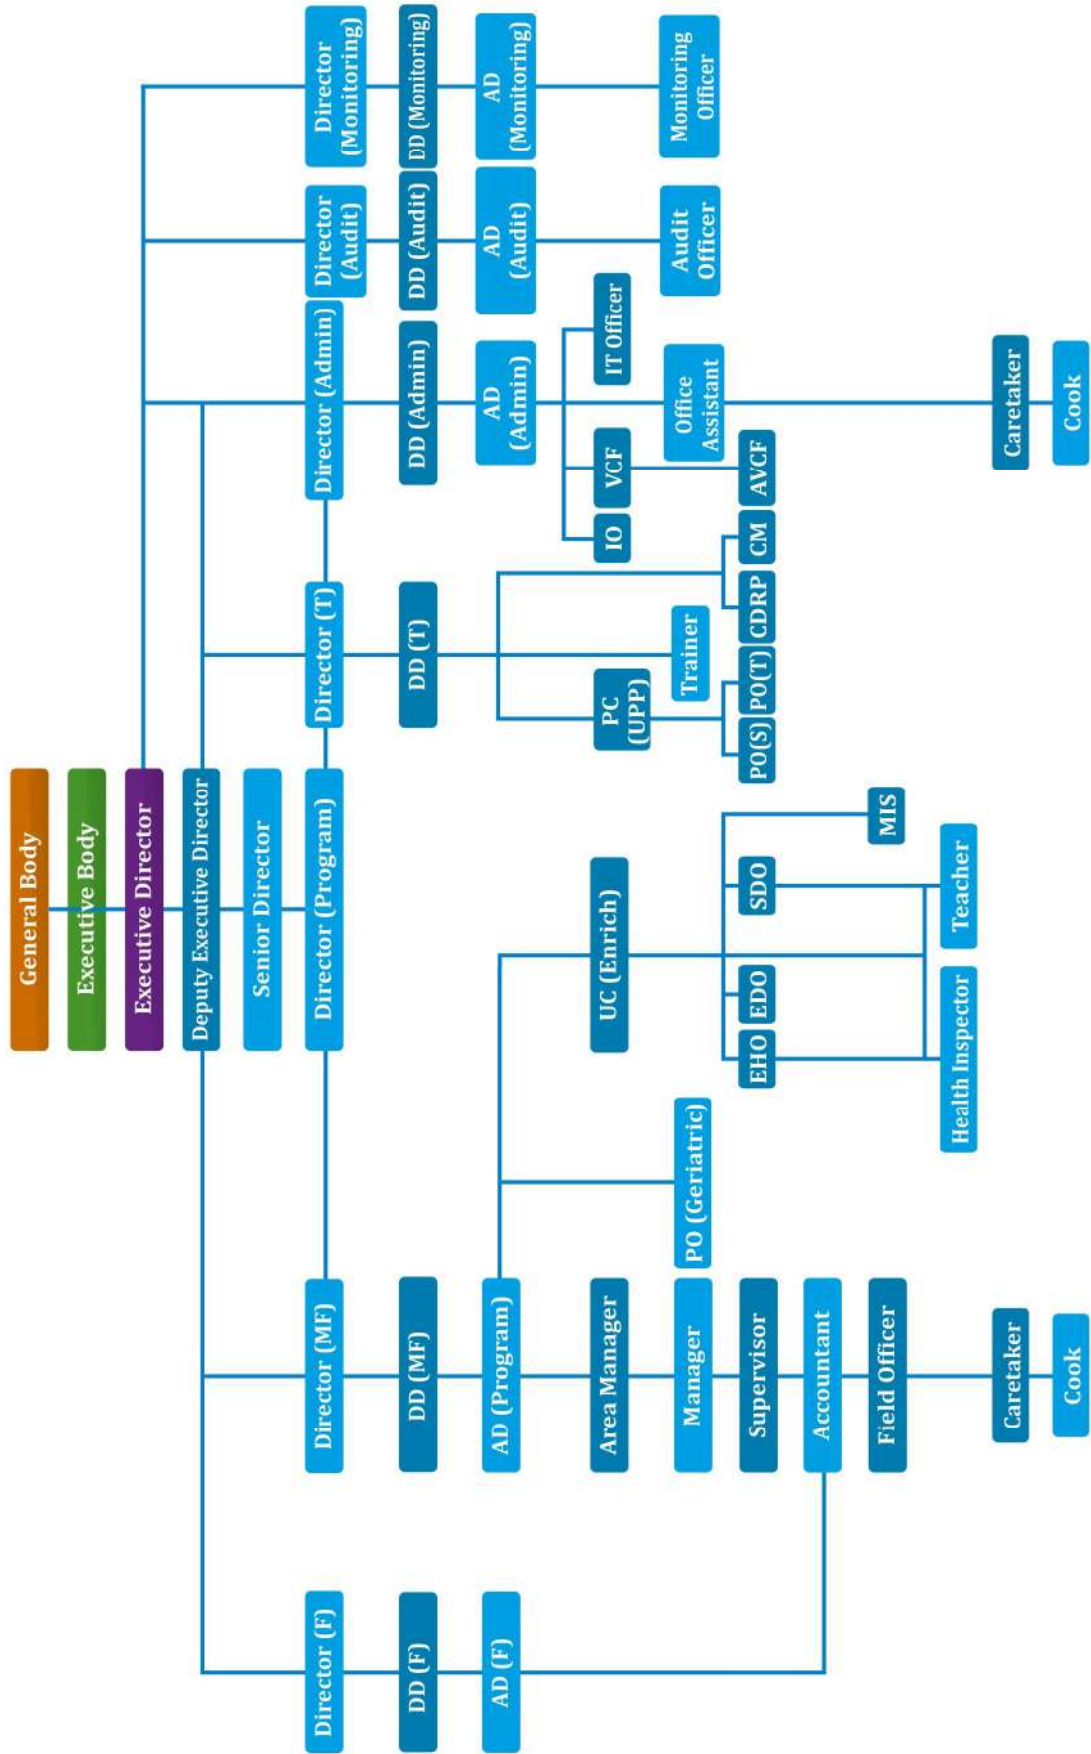 General Body
Executive Body
Executive Director
Deputy Executive Director
Senior Director
Director (F)
Director (MF)
Director (Program)
Director (T)
Director (Admin)
Director
(Audit)
Director
(Monitoring)
DD (F)
DD (MF)
DD (T)
DD (Admin)
DD (Audit)
DD (Monitoring)
AD (F)
AD (Program)
AD
(Admin)
AD
(Audit)
AD
(Monitoring)
Area Manager
UC (Enrich)
PC
(UPP)
IO
VCF
IT Officer
Manager
PO (Geriatric)
Trainer
Office
Assistant
Audit
Officer
Monitoring
Officer
Supervisor
EHO
EDO
SDO
PO(S)
PO(T)
CDRP
CM
AVCF
Accountant
Field Officer
MIS
Health Inspector
Teacher
Caretaker
Caretaker
Cook
Cook